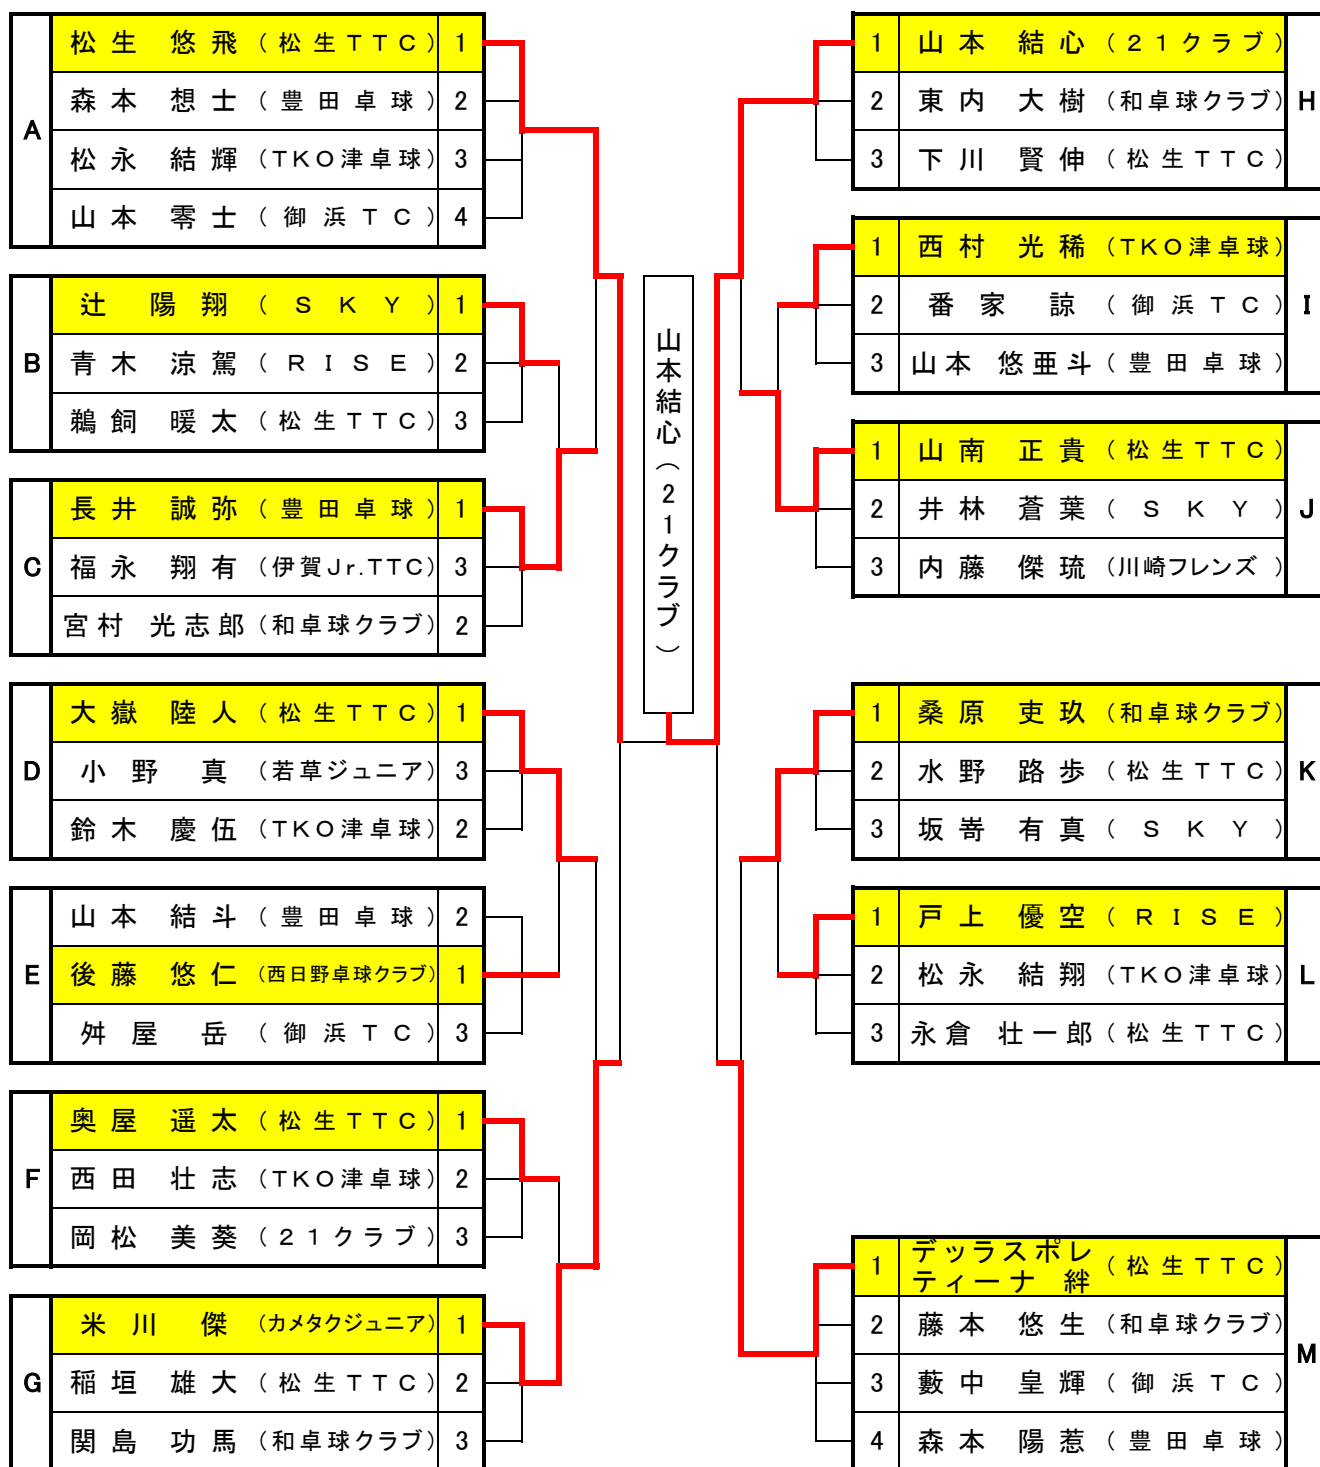 A
松生 悠飛 (松生TTC) 1
森本 想士 (豊田卓球) 2
松永 結輝 (TKO津卓球) 3
山本 零士 (御浜TC) 4
B
辻 陽翔 (SKY) 1
青木 涼駕 (RISE) 2
鵜飼 暖太 (松生TTC) 3
C
長井 誠弥 (豊田卓球) 1
福永 翔有 (伊賀Jr.TTC) 3
宮村 光志郎 (和卓球クラブ) 2
D
大嶽 陸人 (松生TTC) 1
小野 真 (若草ジュニア) 3
鈴木 慶伍 (TKO津卓球) 2
E
山本 結斗 (豊田卓球) 2
後藤 悠仁 (西日野卓球クラブ) 1
舛屋 岳 (御浜TC) 3
F
奥屋 遥太 (松生TTC) 1
西田 壮志 (TKO津卓球) 2
岡松 美葵 (21クラブ) 3
G
米川 傑 (カメタクジュニア) 1
稲垣 雄大 (松生TTC) 2
関島 功馬 (和卓球クラブ) 3
山本結心(21クラブ)
1 山本 結心 (21クラブ)
2 東内 大樹 (和卓球クラブ)
3 下川 賢伸 (松生TTC)
H
1 西村 光稀 (TKO津卓球)
2 番家 諒 (御浜TC)
3 山本 悠亜斗 (豊田卓球)
I
1 山南 正貴 (松生TTC)
2 井林 蒼葉 (SKY)
3 内藤 傑琉 (川崎フレンズ)
J
1 桑原 吏玖 (和卓球クラブ)
2 水野 路歩 (松生TTC)
3 坂嵜 有真 (SKY)
K
1 戸上 優空 (RISE)
2 松永 結翔 (TKO津卓球)
3 永倉 壮一郎 (松生TTC)
L
1 デッラスポレ
ティーナ 絆 (松生TTC)
2 藤本 悠生 (和卓球クラブ)
3 藪中 皇輝 (御浜TC)
4 森本 陽惹 (豊田卓球)
M